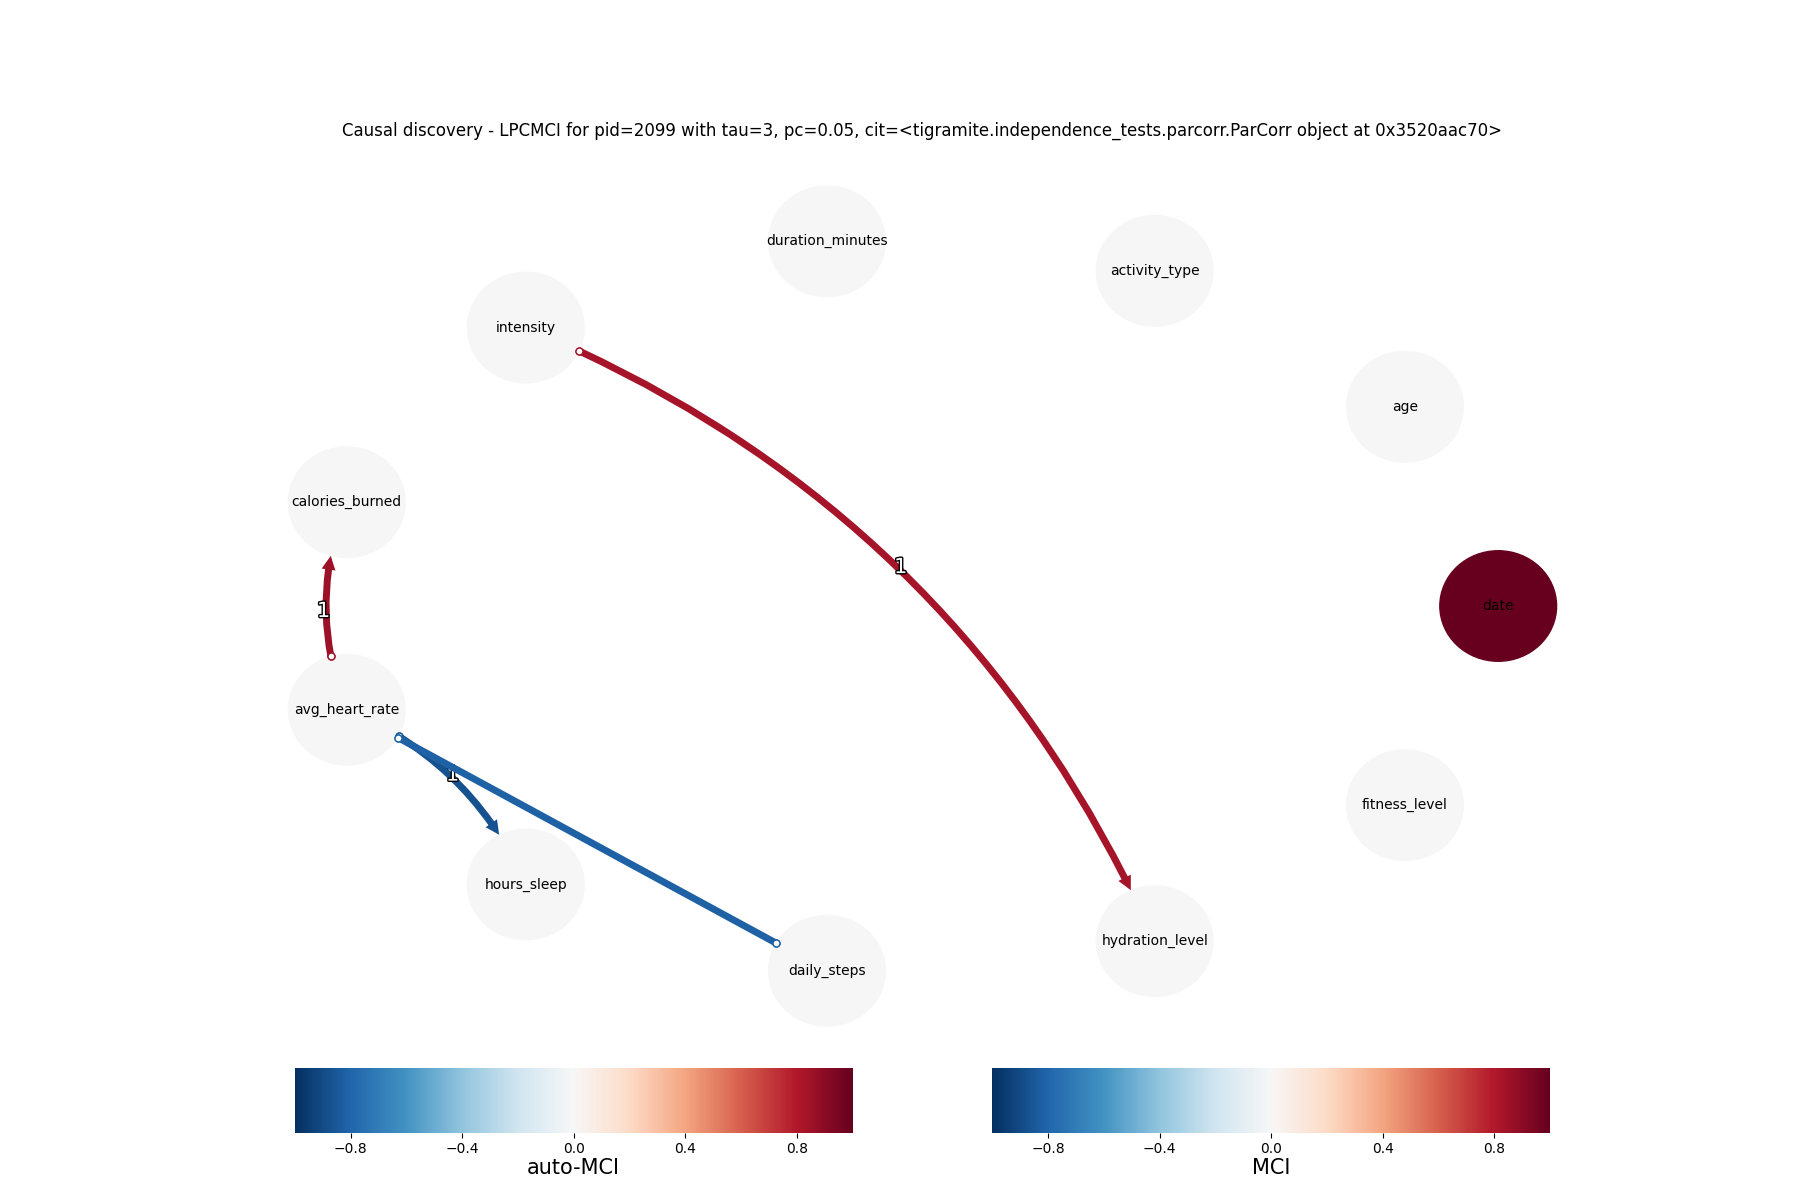 Causal discovery - LPCMCI for pid=2099 with tau=3, pc=0.05, cit=<tigramite.independence_tests.parcorr.ParCorr object at 0x3520aac70>
duration_minutes
activity_type
intensity
age
calories_burned
1
date
1
avg_heart_rate
1
fitness_level
hours_sleep
hydration_level
daily_steps
−0.8 −0.4 0.0 0.4 0.8
auto-MCI
−0.8 −0.4 0.0 0.4 0.8
MCI